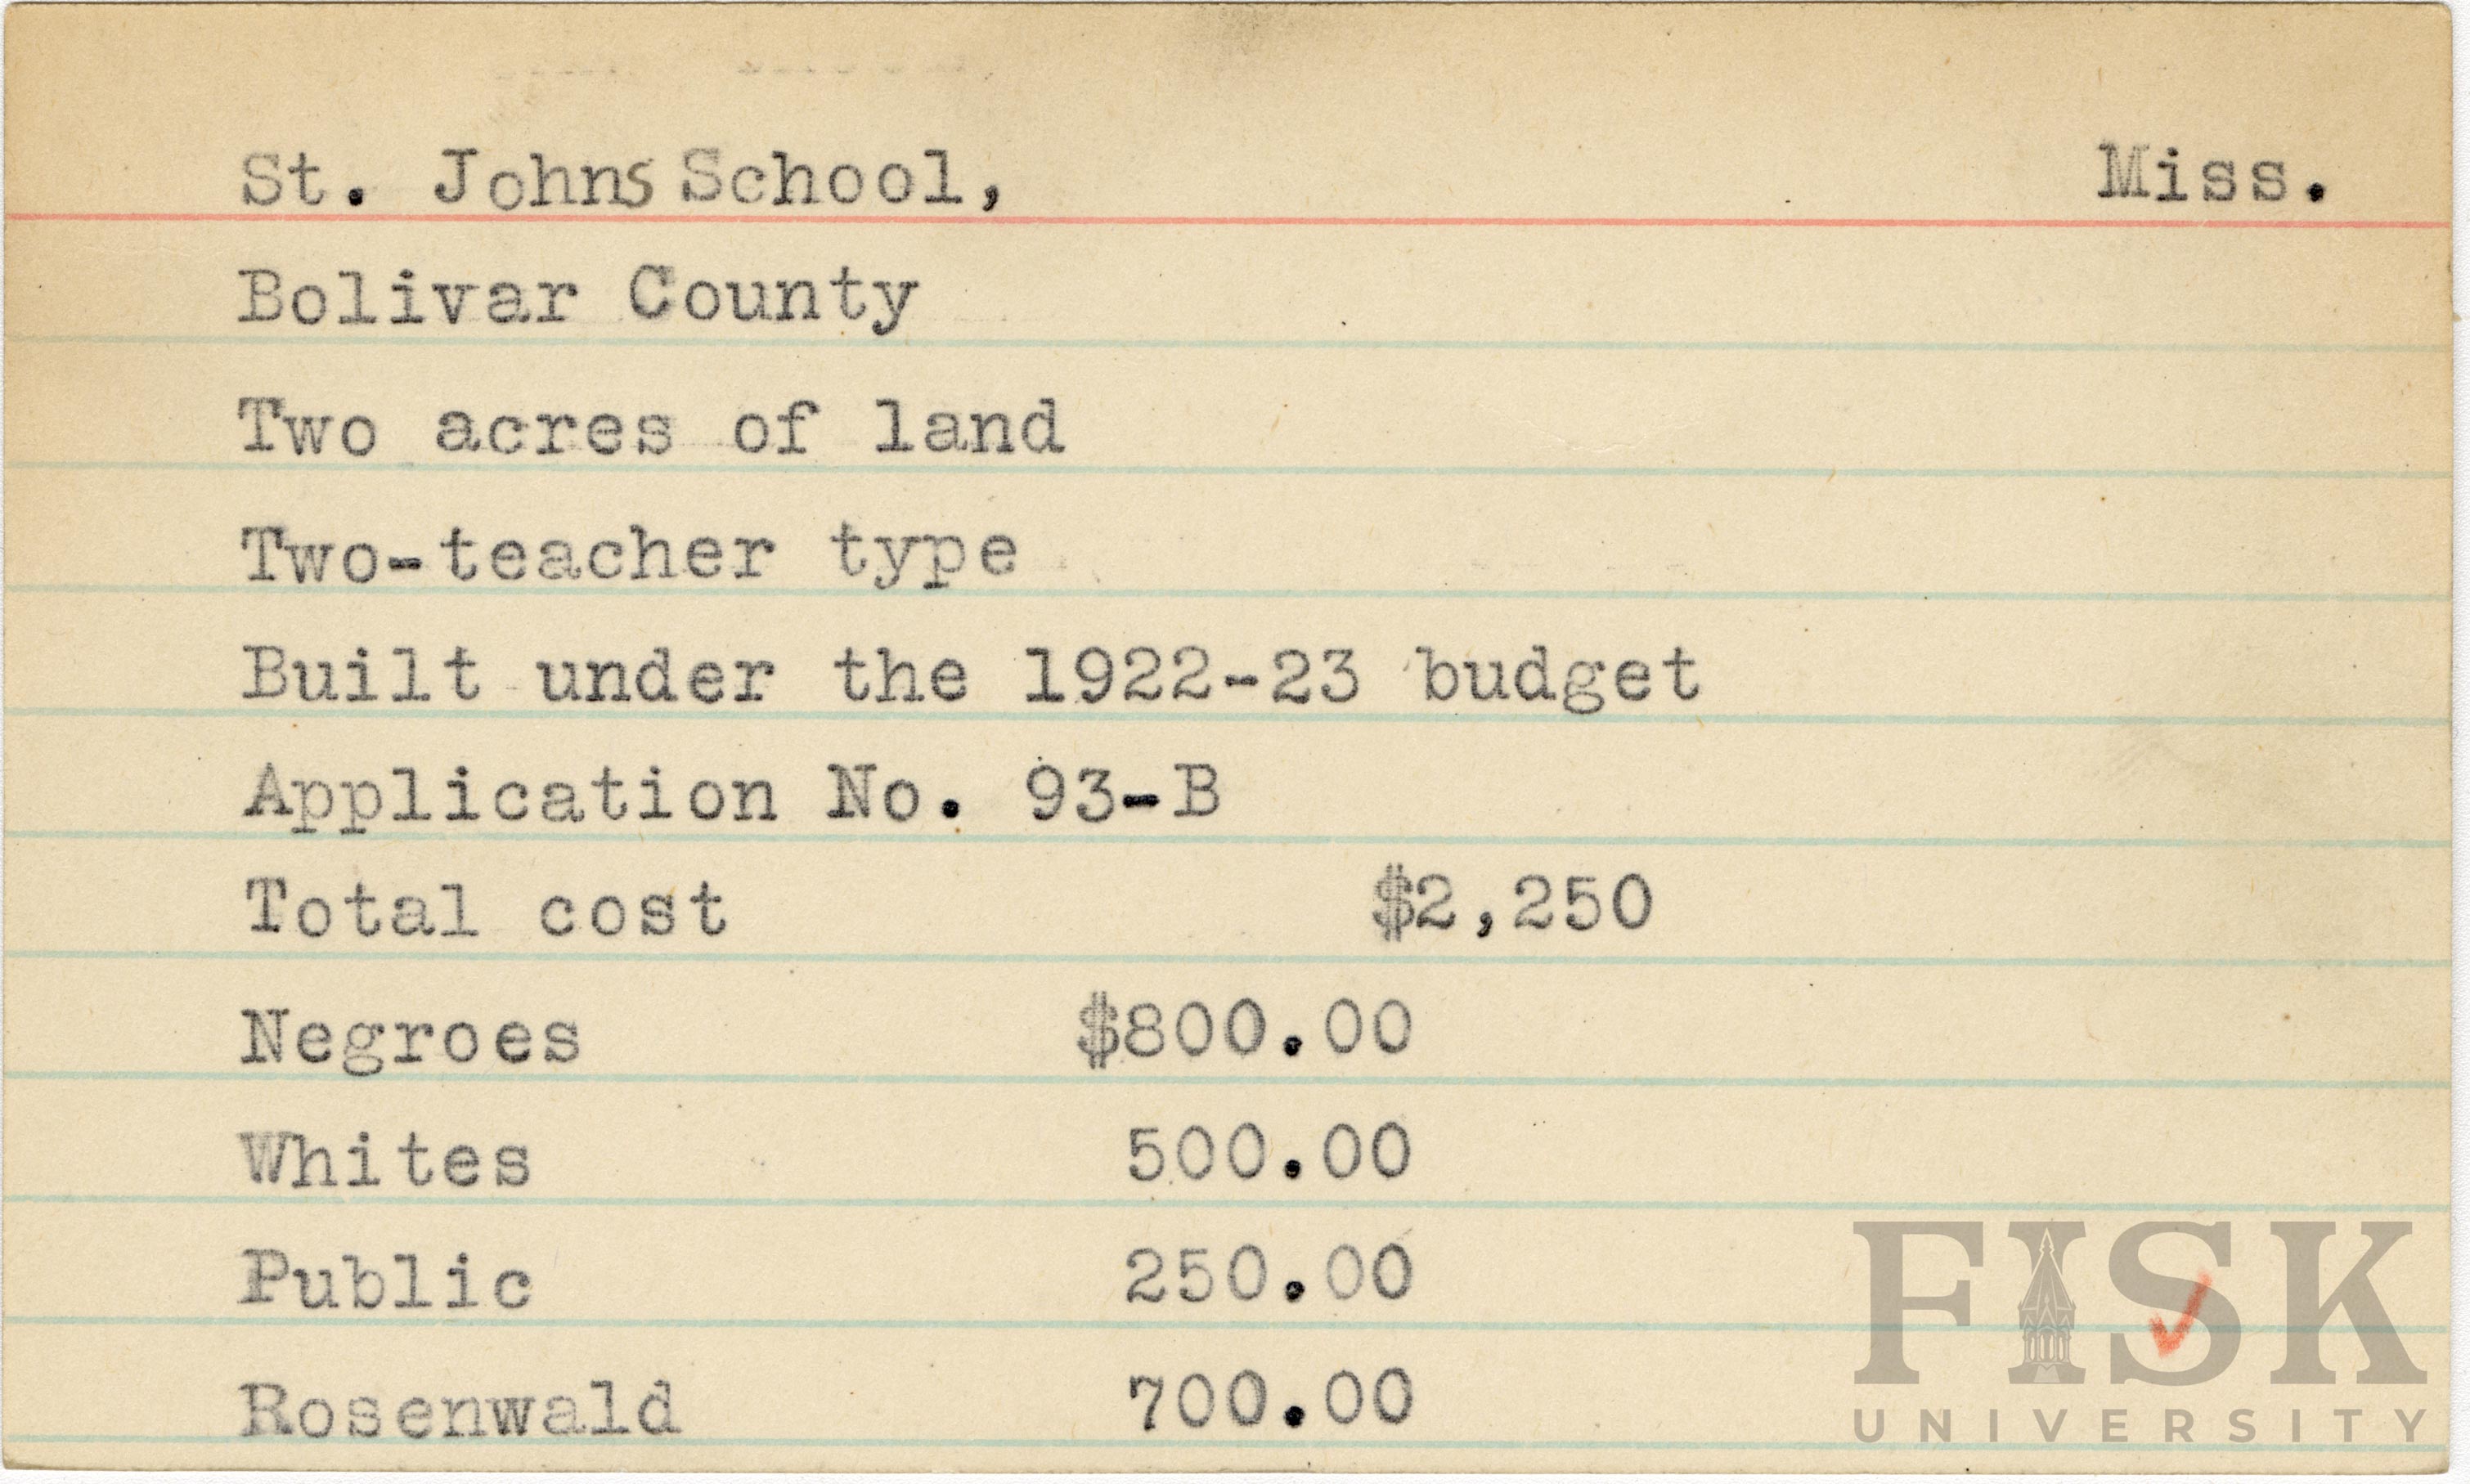 St. Johns School, Miss.
Bolivar County
Two acres of land
Two-teacher type
Built under the 1922-23 budget
Application No. 93-B
Total cost $2,250
Negroes $800.00
Whites 500.00
Public 250.00
Rosenwald 700.00
FISK
UNIVERSITY